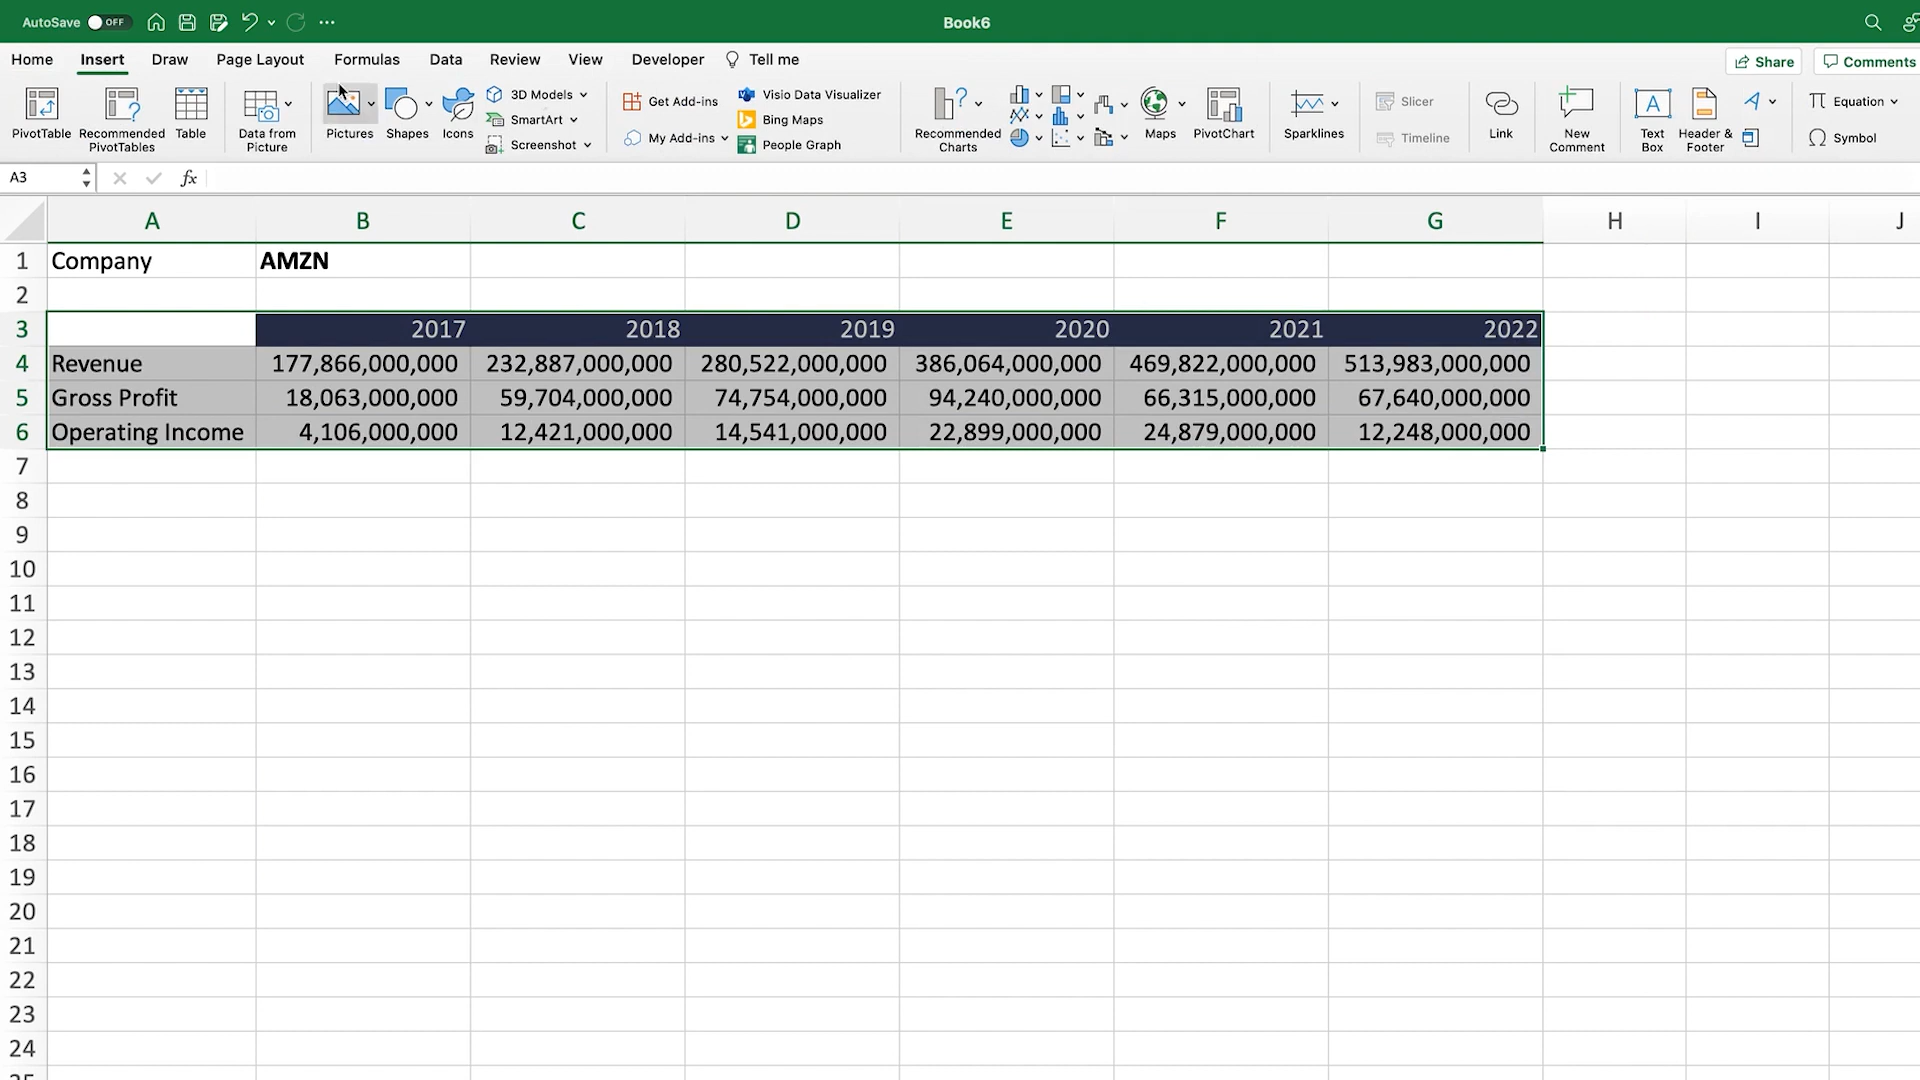 AutoSave OFF Book6
Home Insert Draw Page Layout Formulas Data Review View Developer Tell me Share Comments
PivotTable Recommended PivotTables Table Data from Picture Pictures Shapes Icons
3D Models
SmartArt
Screenshot
Get Add-ins
My Add-ins
Visio Data Visualizer
Bing Maps
People Graph
Recommended Charts Maps PivotChart Sparklines
Slicer
Timeline
Link New Comment Text Box Header & Footer
Equation
Symbol
A3 fx
A B C D E F G H I J
1 Company AMZN
2
3 2017 2018 2019 2020 2021 2022
4 Revenue 177,866,000,000 232,887,000,000 280,522,000,000 386,064,000,000 469,822,000,000 513,983,000,000
5 Gross Profit 18,063,000,000 59,704,000,000 74,754,000,000 94,240,000,000 66,315,000,000 67,640,000,000
6 Operating Income 4,106,000,000 12,421,000,000 14,541,000,000 22,899,000,000 24,879,000,000 12,248,000,000
7
8
9
10
11
12
13
14
15
16
17
18
19
20
21
22
23
24